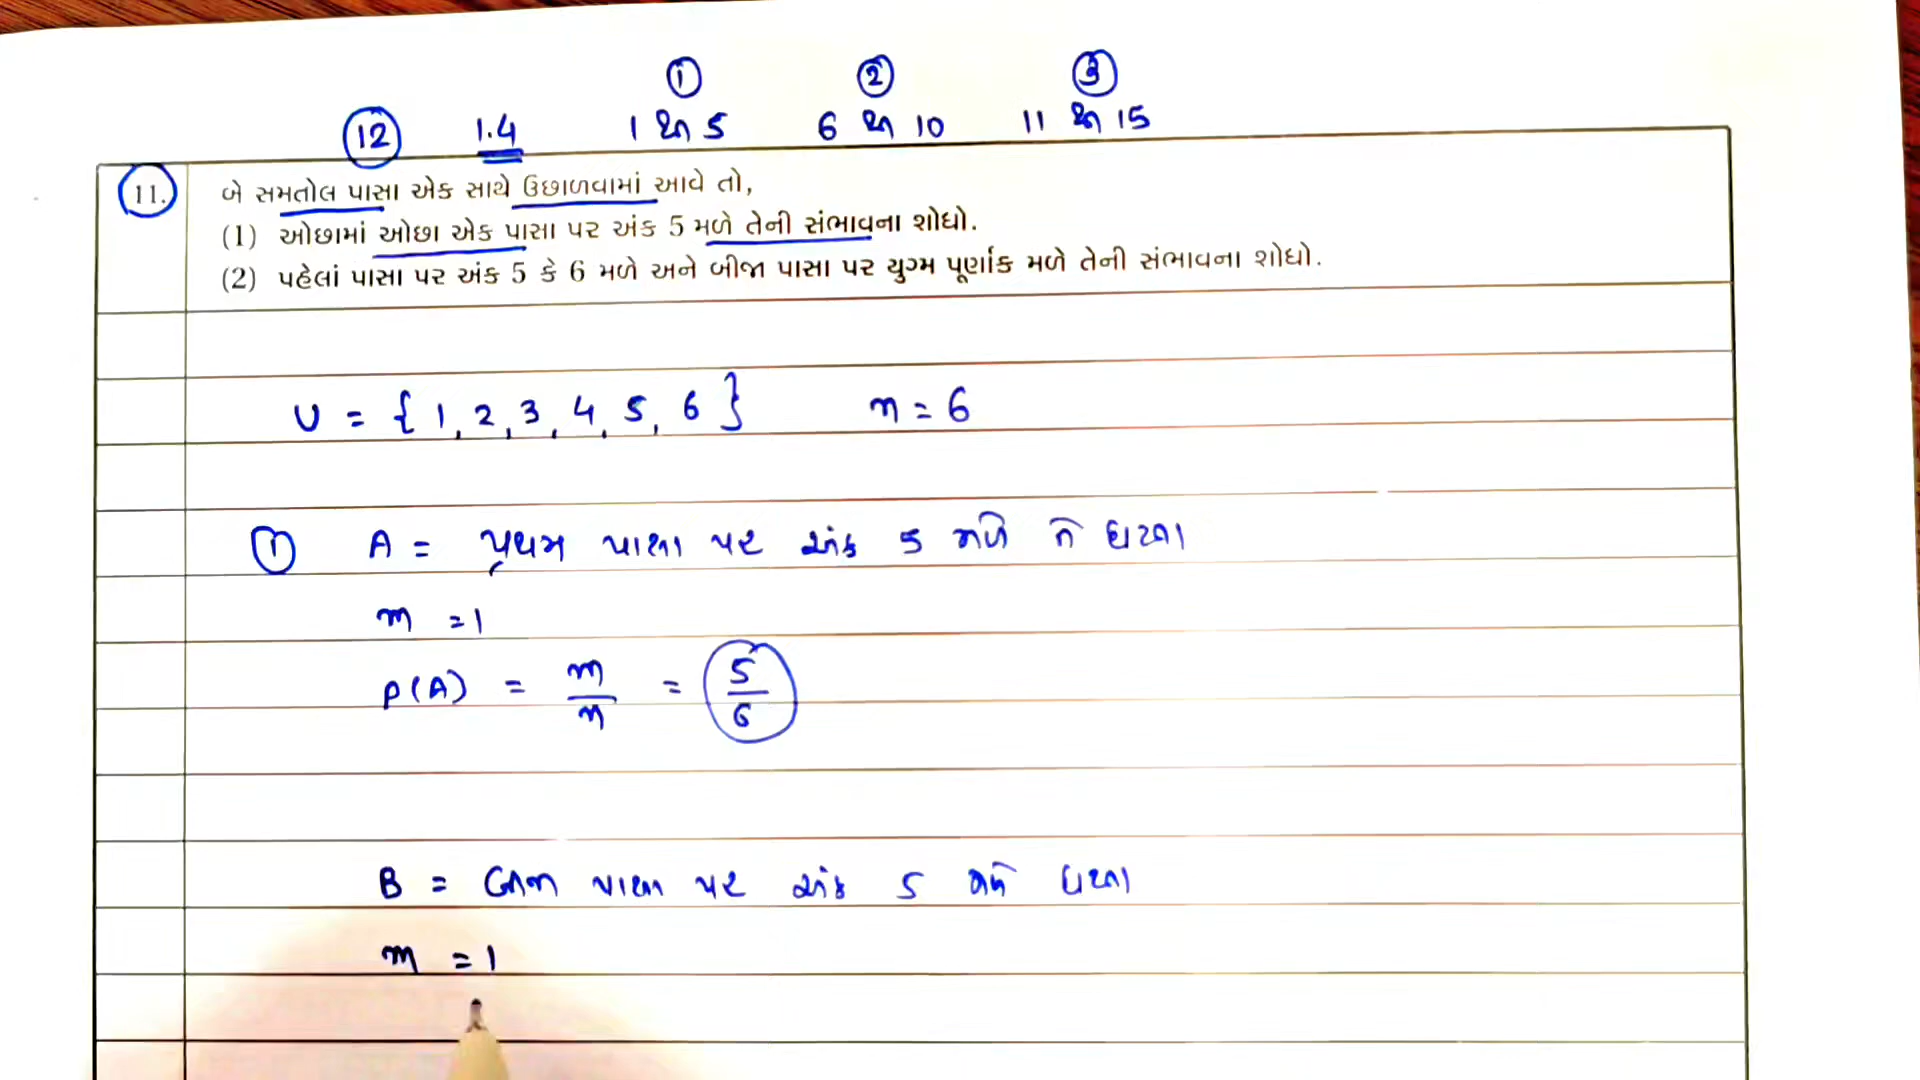 ① ② ③
⑫ 1.4 1 થી 5 6 થી 10 11 થી 15
11. બે સમતોલ પાસા એક સાથે ઉછાળવામાં આવે તો,
(1) ઓછામાં ઓછા એક પાસા પર અંક 5 મળે તેની સંભાવના શોધો.
(2) પહેલાં પાસા પર અંક 5 કે 6 મળે અને બીજા પાસા પર યુગ્મ પૂર્ણાંક મળે તેની સંભાવના શોધો.
U = { 1, 2, 3, 4, 5, 6 } n = 6
① A = પ્રથમ પાસા પર અંક 5 મળે તે ઘટના
m = 1
P(A) = m/n = 5/6
B = બીજા પાસા પર અંક 5 મળે ઘટના
m = 1